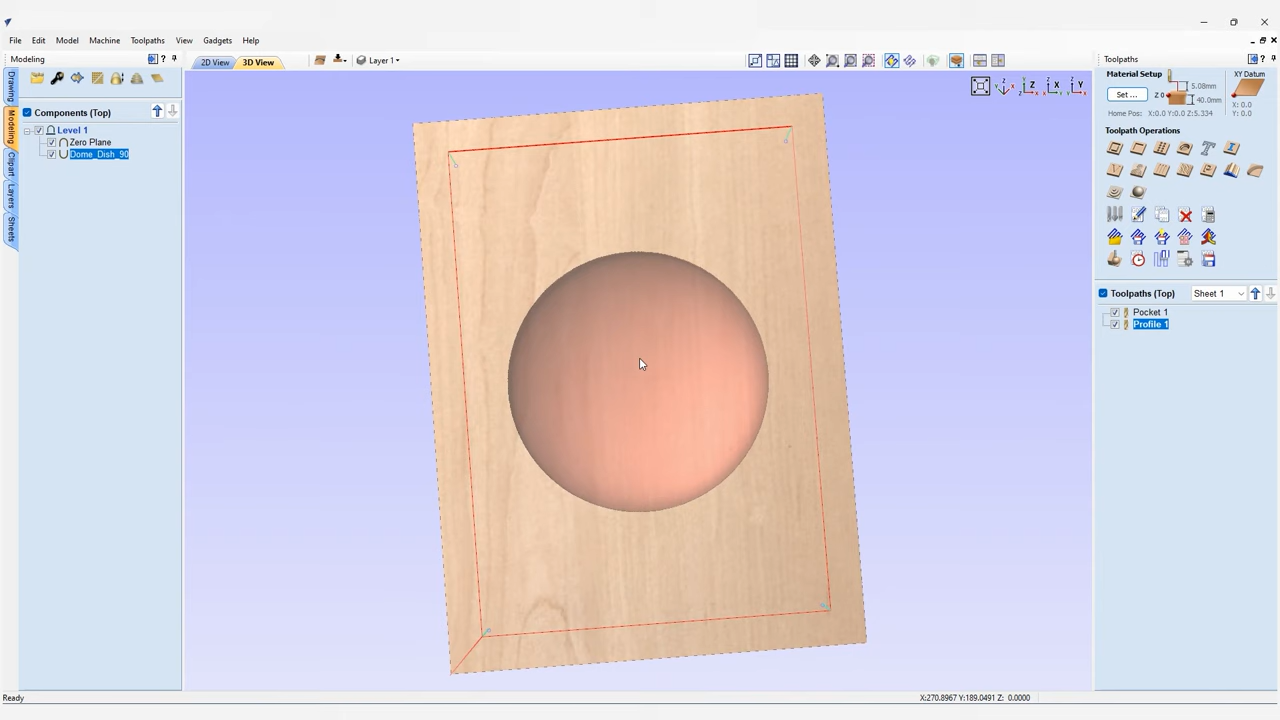 File Edit Model Machine Toolpaths View Gadgets Help
Modeling
2D View 3D View Layer 1
Toolpaths
Material Setup
XY Datum
5.08mm
Set ...
Z 0
40.0mm
X: 0.0
Y: 0.0
Home Pos: X:0.0 Y:0.0 Z:5.334
Drawing
Modeling
Clipart
Layers
Sheets
Components (Top)
Level 1
Zero Plane
Dome_Dish_90
Toolpath Operations
Toolpaths (Top) Sheet 1
Pocket 1
Profile 1
Z X Y
Ready
X:270.8967 Y:189.0491 Z: 0.0000